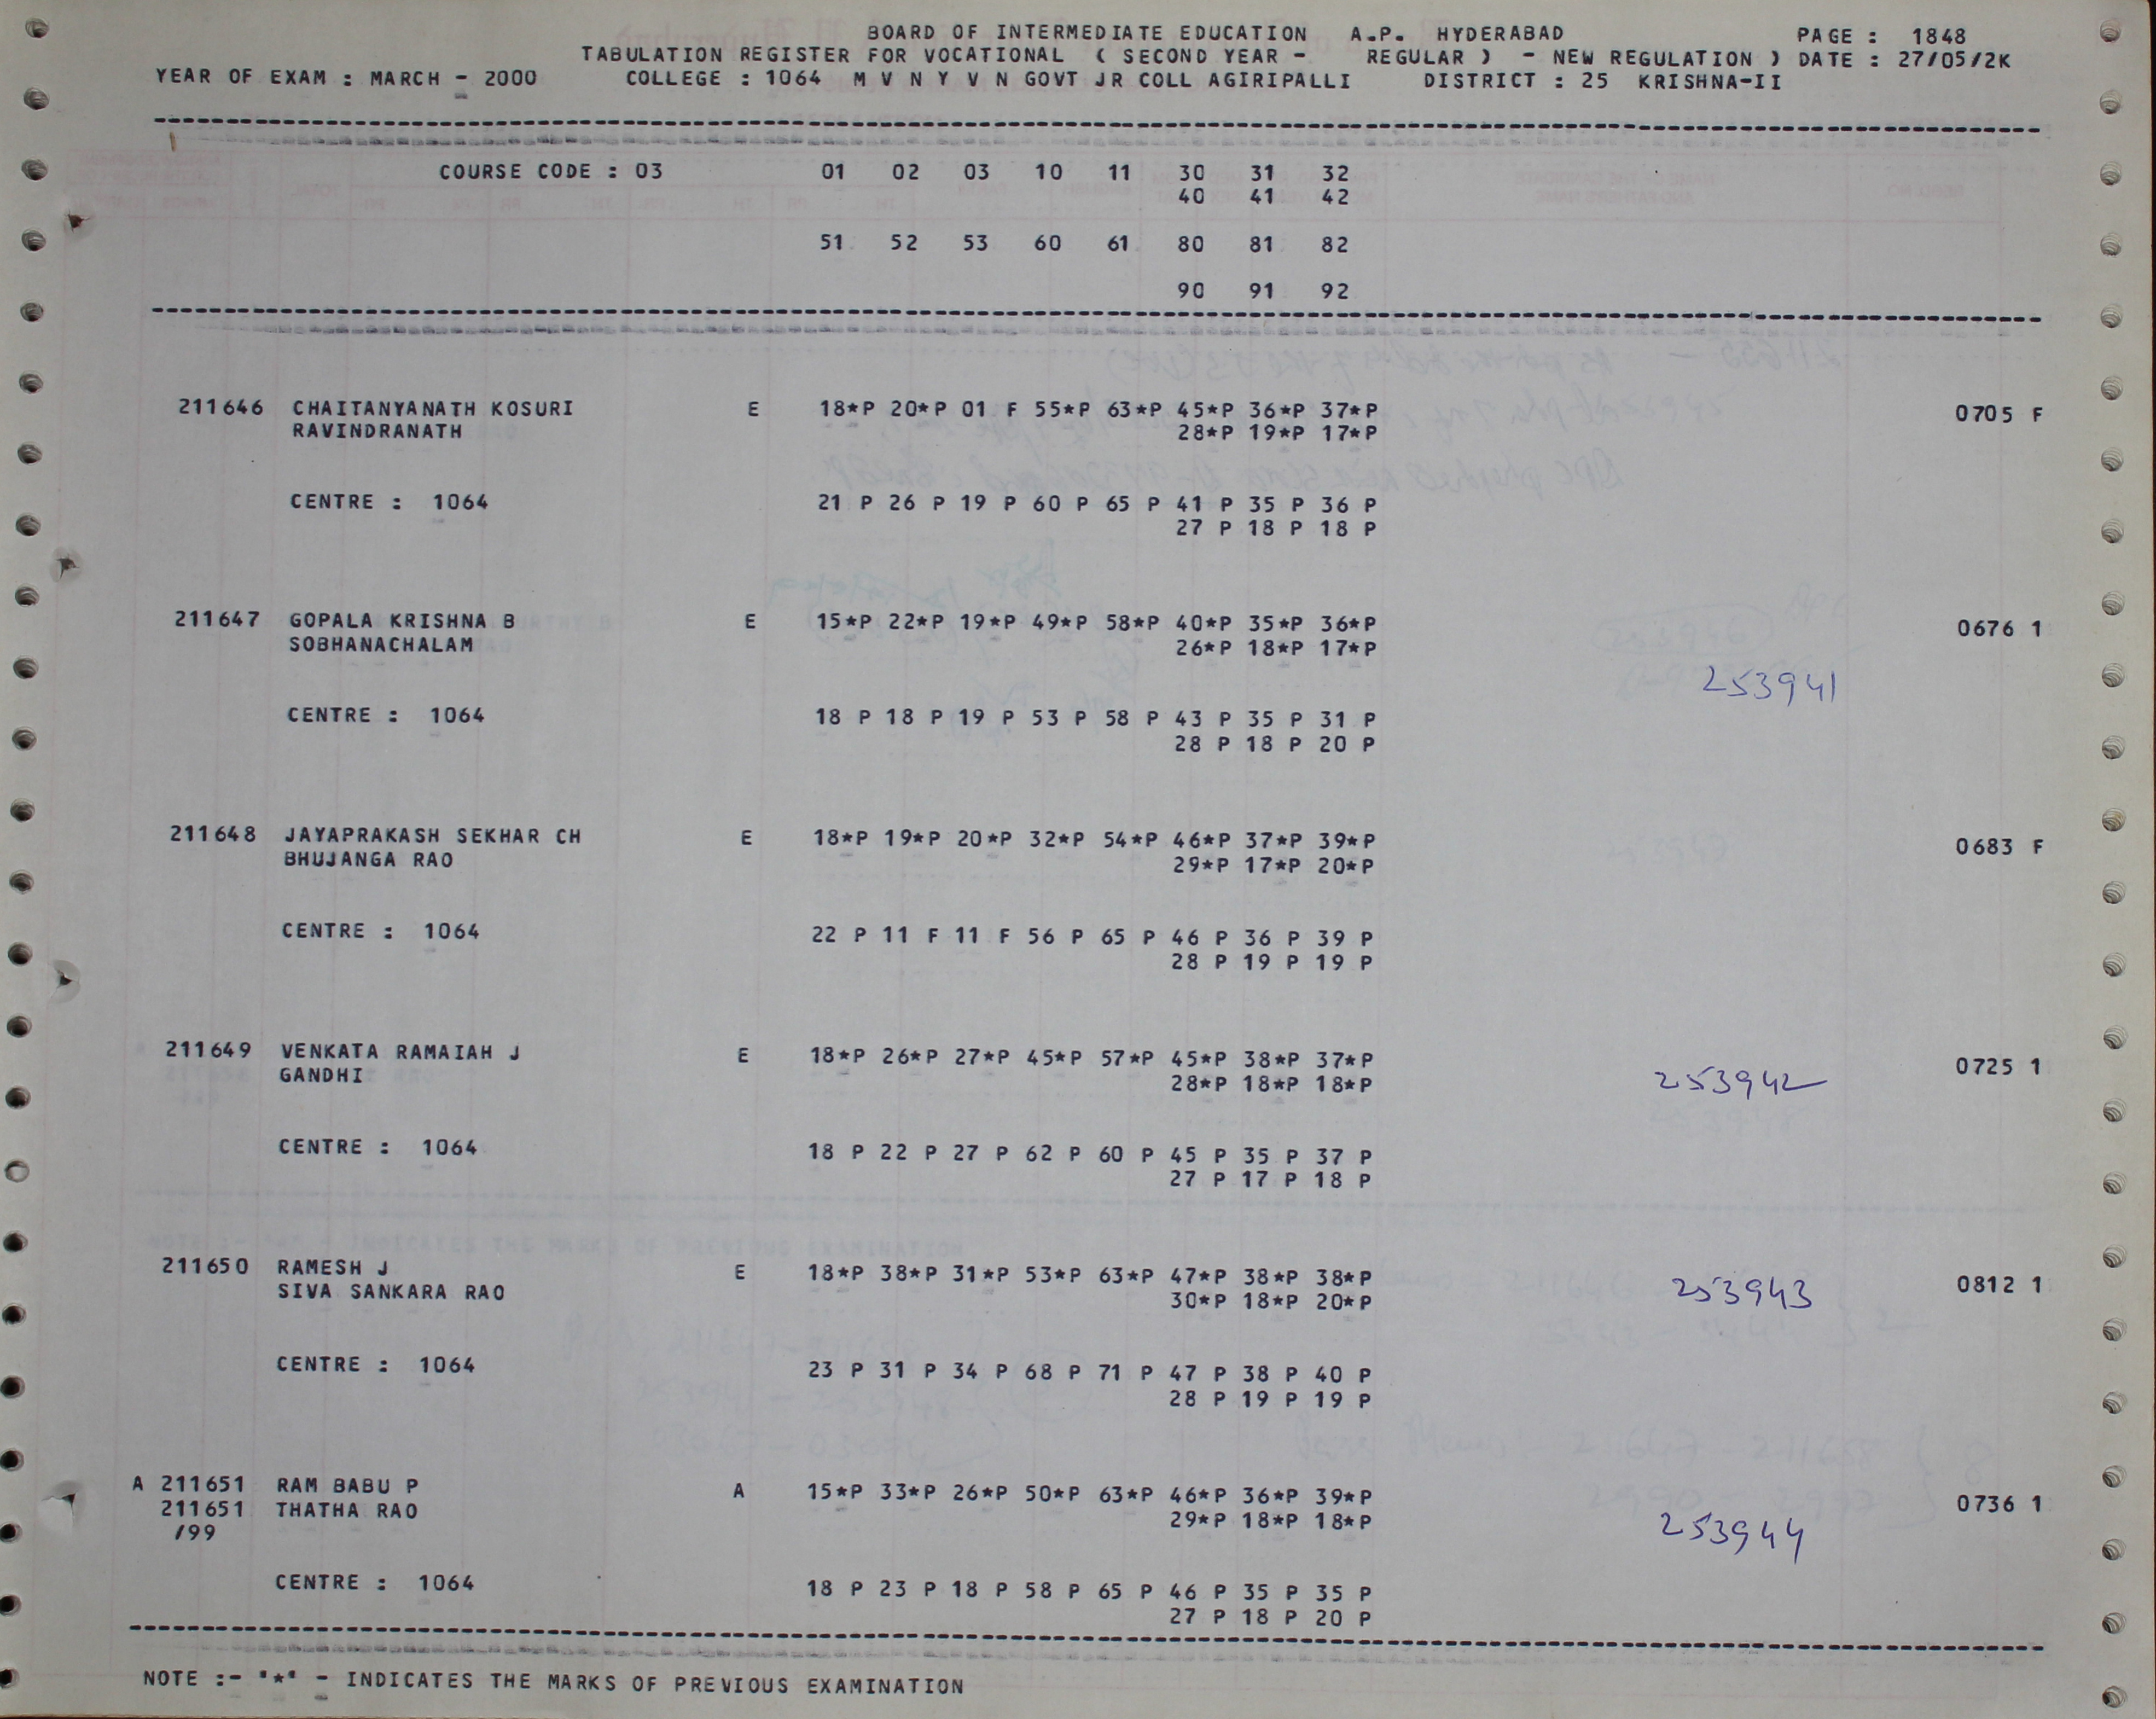 BOARD OF INTERMEDIATE EDUCATION A.P. HYDERABAD PAGE : 1848
TABULATION REGISTER FOR VOCATIONAL ( SECOND YEAR - REGULAR ) - NEW REGULATION ) DATE : 27/05/2K
YEAR OF EXAM : MARCH - 2000 COLLEGE : 1064 M V N Y V N GOVT JR COLL AGIRIPALLI DISTRICT : 25 KRISHNA-II
COURSE CODE : 03 01 02 03 10 11 30 31 32
40 41 42
51 52 53 60 61 80 81 82
90 91 92
211646 CHAITANYANATH KOSURI E 18*P 20*P 01 F 55*P 63*P 45*P 36*P 37*P 0705 F
RAVINDRANATH 28*P 19*P 17*P
CENTRE : 1064 21 P 26 P 19 P 60 P 65 P 41 P 35 P 36 P
27 P 18 P 18 P
211647 GOPALA KRISHNA B E 15*P 22*P 19*P 49*P 58*P 40*P 35*P 36*P 0676 1
SOBHANACHALAM 26*P 18*P 17*P
253941
CENTRE : 1064 18 P 18 P 19 P 53 P 58 P 43 P 35 P 31 P
28 P 18 P 20 P
211648 JAYAPRAKASH SEKHAR CH E 18*P 19*P 20*P 32*P 54*P 46*P 37*P 39*P 0683 F
BHUJANGA RAO 29*P 17*P 20*P
CENTRE : 1064 22 P 11 F 11 F 56 P 65 P 46 P 36 P 39 P
28 P 19 P 19 P
211649 VENKATA RAMAIAH J E 18*P 26*P 27*P 45*P 57*P 45*P 38*P 37*P 0725 1
GANDHI 28*P 18*P 18*P 253942
CENTRE : 1064 18 P 22 P 27 P 62 P 60 P 45 P 35 P 37 P
27 P 17 P 18 P
211650 RAMESH J E 18*P 38*P 31*P 53*P 63*P 47*P 38*P 38*P 0812 1
SIVA SANKARA RAO 30*P 18*P 20*P 253943
CENTRE : 1064 23 P 31 P 34 P 68 P 71 P 47 P 38 P 40 P
28 P 19 P 19 P
A 211651 RAM BABU P A 15*P 33*P 26*P 50*P 63*P 46*P 36*P 39*P 0736 1
211651 THATHA RAO 29*P 18*P 18*P
/99 253944
CENTRE : 1064 18 P 23 P 18 P 58 P 65 P 46 P 35 P 35 P
27 P 18 P 20 P
NOTE :- "*" - INDICATES THE MARKS OF PREVIOUS EXAMINATION